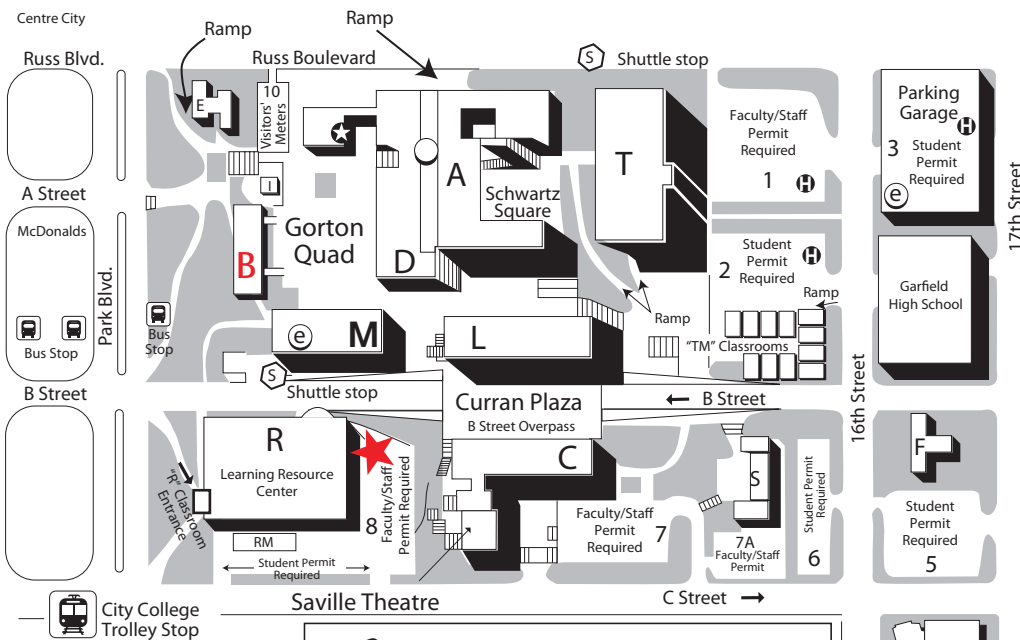 Centre City
Ramp
Ramp
Russ Blvd.
Russ Boulevard
S
Shuttle stop
E
10
Visitors'
Meters
A
T
Faculty/Staff
Permit
Required
1
H
Parking
Garage
H
3
Student
Permit
Required
e
17th Street
I
A Street
Schwartz
Square
McDonalds
Gorton
Quad
B
D
2
Student
Permit
Required
H
Garfield
High School
Park Blvd.
Bus Stop
Bus
Stop
e
M
L
Ramp
Ramp
"TM" Classrooms
S
Shuttle stop
16th Street
B Street
Curran Plaza
B Street Overpass
B Street
R
Learning Resource
Center
"R" Classroom
Entrance
8
Faculty/Staff
Permit Required
C
S
F
RM
Student Permit
Required
Faculty/Staff
Permit
Required
7
7A
Faculty/Staff
Permit
Student Permit
Required
6
Student
Permit
Required
5
City College
Trolley Stop
Saville Theatre
C Street